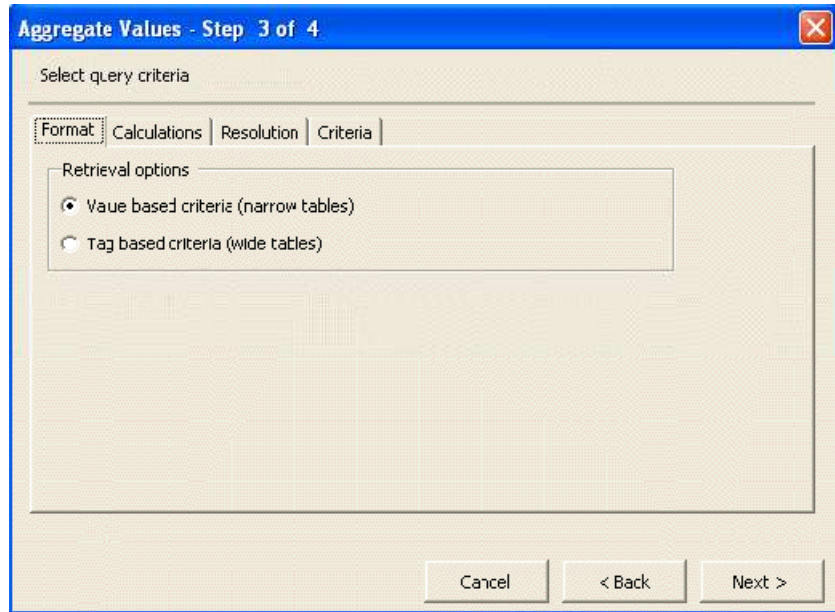 Aggregate Values - Step 3 of 4
Select query criteria
Format Calculations Resolution Criteria
Retrieval options
Value based criteria (narrow tables)
Tag based criteria (wide tables)
Cancel < Back Next >